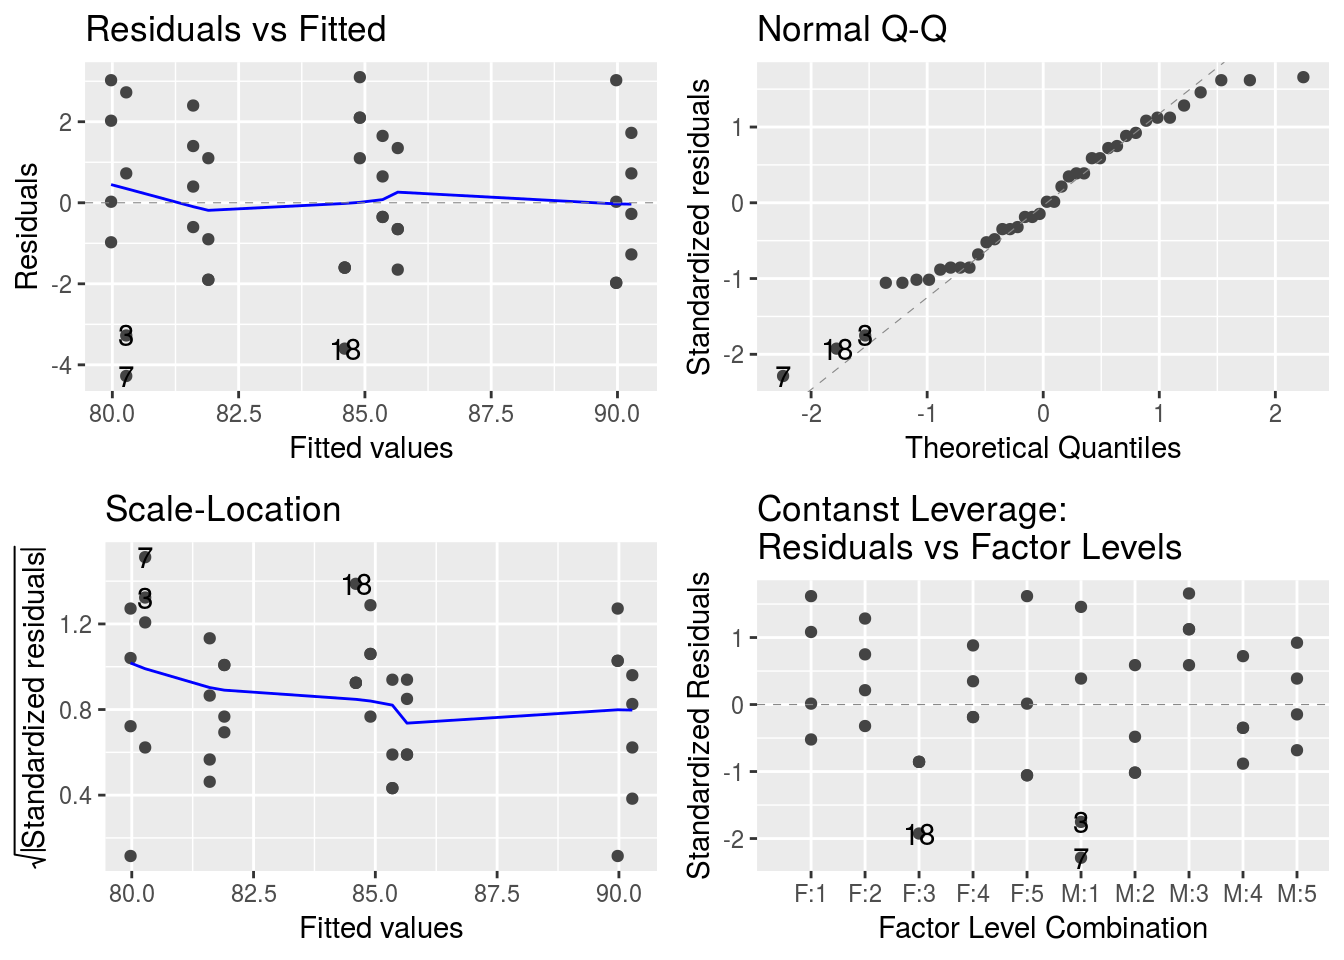 Residuals vs Fitted
Residuals
2
0
-2
-4
3
18
7
80.0 82.5 85.0 87.5 90.0
Fitted values
Normal Q-Q
Standardized residuals
1
0
-1
-2
3
18
7
-2 -1 0 1 2
Theoretical Quantiles
Scale-Location
√|Standardized residuals|
1.2
0.8
0.4
7
18
3
80.0 82.5 85.0 87.5 90.0
Fitted values
Contanst Leverage:
Residuals vs Factor Levels
Standardized Residuals
1
0
-1
-2
3
18
7
F:1 F:2 F:3 F:4 F:5 M:1 M:2 M:3 M:4 M:5
Factor Level Combination